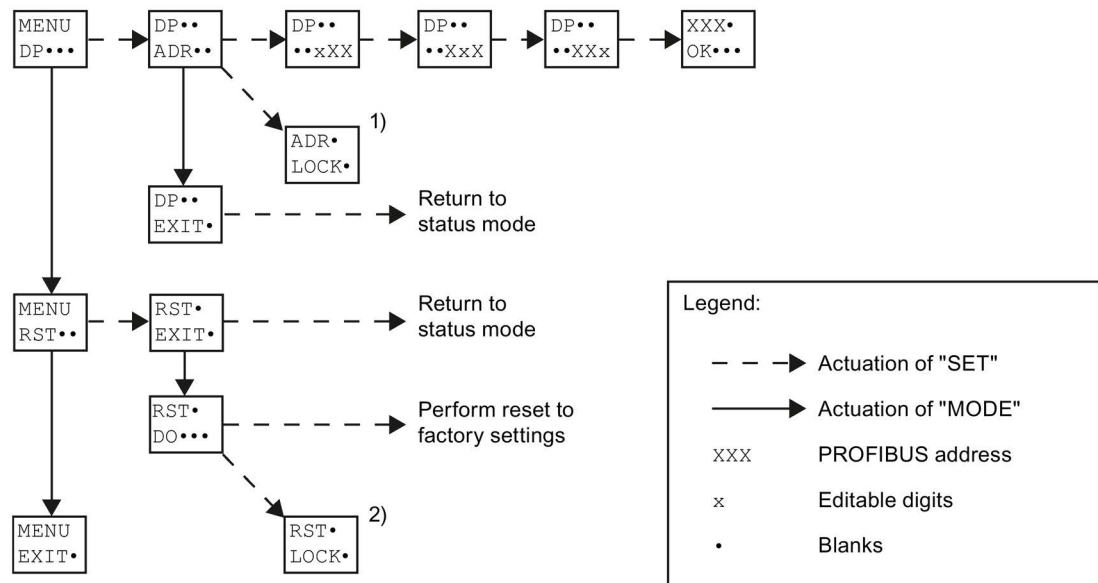 MENU
DP•••
DP••
ADR••
DP••
••xXX
DP••
••XxX
DP••
••XXx
XXX•
OK•••
1)
ADR•
LOCK•
DP••
EXIT•
Return to
status mode
MENU
RST••
RST•
EXIT•
Return to
status mode
RST•
DO•••
Perform reset to
factory settings
MENU
EXIT•
2)
RST•
LOCK•
Legend:
Actuation of "SET"
Actuation of "MODE"
XXX PROFIBUS address
x Editable digits
• Blanks